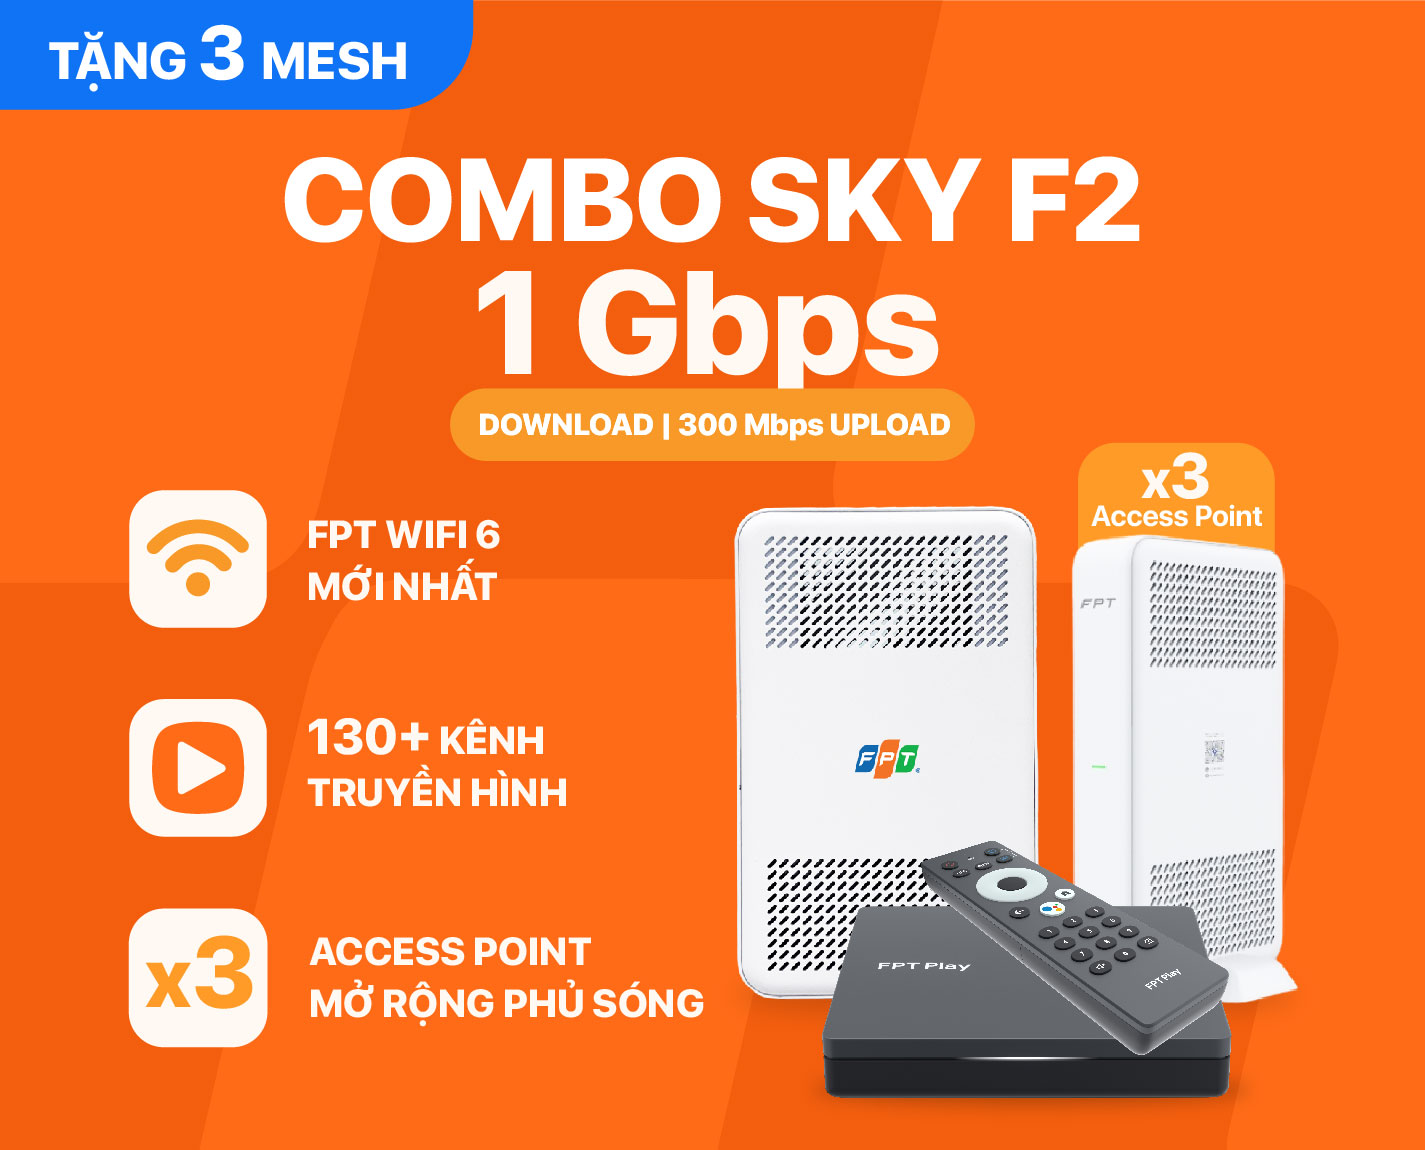 TẶNG 3 MESH
COMBO SKY F2
1 Gbps
DOWNLOAD | 300 Mbps UPLOAD
x3
Access Point
FPT WIFI 6
MỚI NHẤT
FPT
130+ KÊNH
TRUYỀN HÌNH
FPT
x3
ACCESS POINT
MỞ RỘNG PHỦ SÓNG
FPT Play
FPT Play